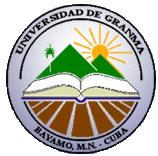 UNIVERSIDAD DE GRANMA
BAYAMO, M.N. - CUBA